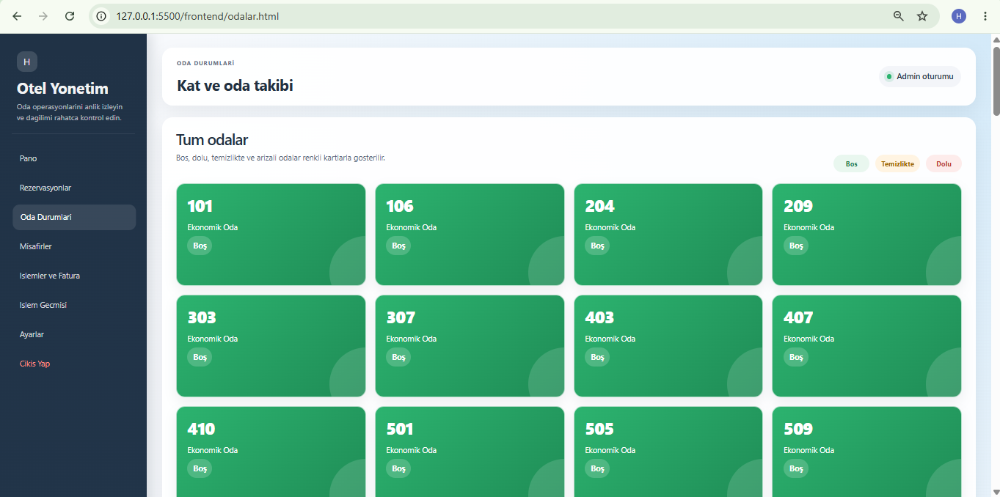 127.0.0.1:5500/frontend/odalar.html
H
H
Otel Yonetim
Oda operasyonlarini anlik izleyin
ve dagilimi rahatca kontrol edin.
Pano
Rezervasyonlar
Oda Durumlari
Misafirler
Islemler ve Fatura
Islem Gecmisi
Ayarlar
Cikis Yap
ODA DURUMLARİ
Kat ve oda takibi
Admin oturumu
Tum odalar
Bos, dolu, temizlikte ve arizali odalar renkli kartlarla gosterilir.
Bos Temizlikte Dolu
101
Ekonomik Oda
Boş
106
Ekonomik Oda
Boş
204
Ekonomik Oda
Boş
209
Ekonomik Oda
Boş
303
Ekonomik Oda
Boş
307
Ekonomik Oda
Boş
403
Ekonomik Oda
Boş
407
Ekonomik Oda
Boş
410
Ekonomik Oda
Boş
501
Ekonomik Oda
Boş
505
Ekonomik Oda
Boş
509
Ekonomik Oda
Boş